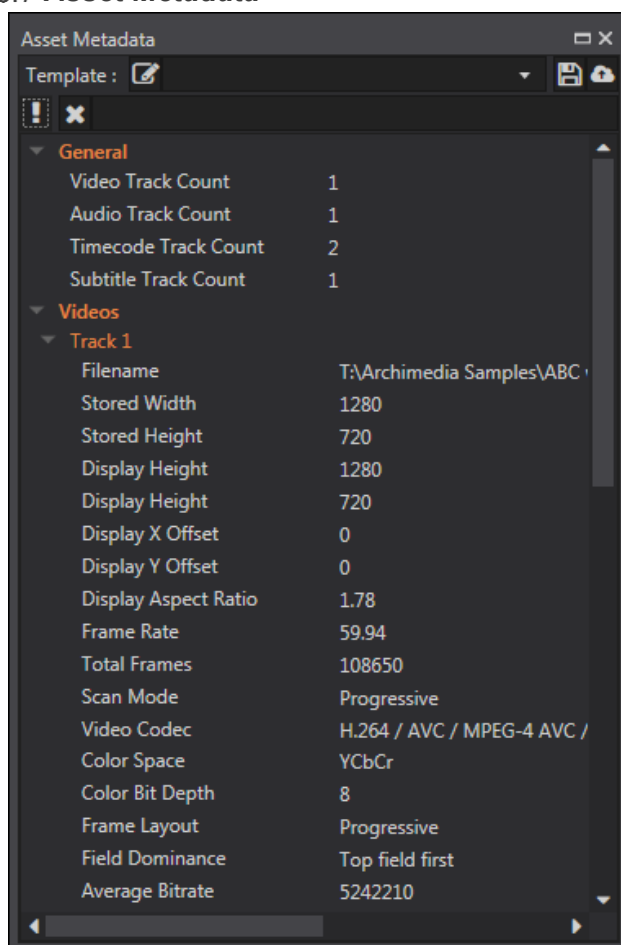 Asset Metadata
Asset Metadata
Template :
General
Video Track Count 1
Audio Track Count 1
Timecode Track Count 2
Subtitle Track Count 1
Videos
Track 1
Filename T:\Archimedia Samples\ABC
Stored Width 1280
Stored Height 720
Display Height 1280
Display Height 720
Display X Offset 0
Display Y Offset 0
Display Aspect Ratio 1.78
Frame Rate 59.94
Total Frames 108650
Scan Mode Progressive
Video Codec H.264 / AVC / MPEG-4 AVC /
Color Space YCbCr
Color Bit Depth 8
Frame Layout Progressive
Field Dominance Top field first
Average Bitrate 5242210